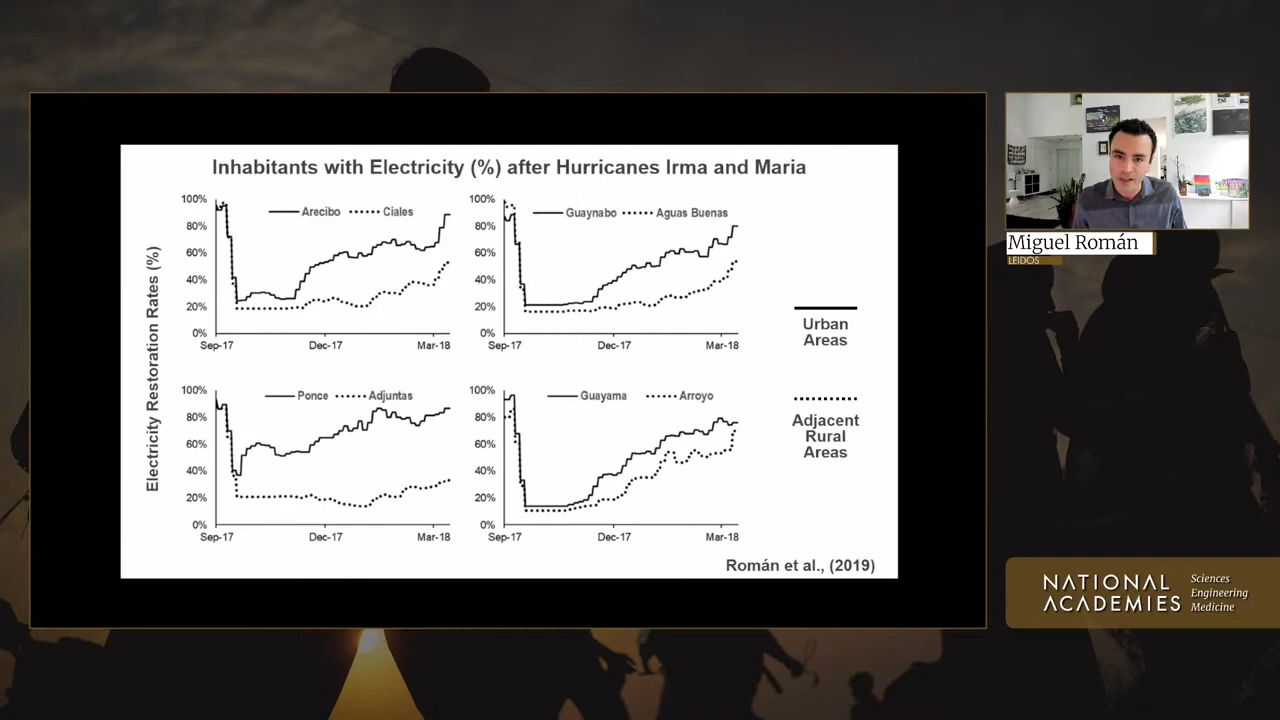 Inhabitants with Electricity (%) after Hurricanes Irma and Maria
Electricity Restoration Rates (%)
100%
80%
60%
40%
20%
0%
Arecibo
Ciales
Sep-17
Dec-17
Mar-18
100%
80%
60%
40%
20%
0%
Guaynabo
Aguas Buenas
Sep-17
Dec-17
Mar-18
100%
80%
60%
40%
20%
0%
Ponce
Adjuntas
Sep-17
Dec-17
Mar-18
100%
80%
60%
40%
20%
0%
Guayama
Arroyo
Sep-17
Dec-17
Mar-18
Urban
Areas
Adjacent
Rural
Areas
Román et al., (2019)
Miguel Román
LEIDOS
NATIONAL
ACADEMIES
Sciences
Engineering
Medicine